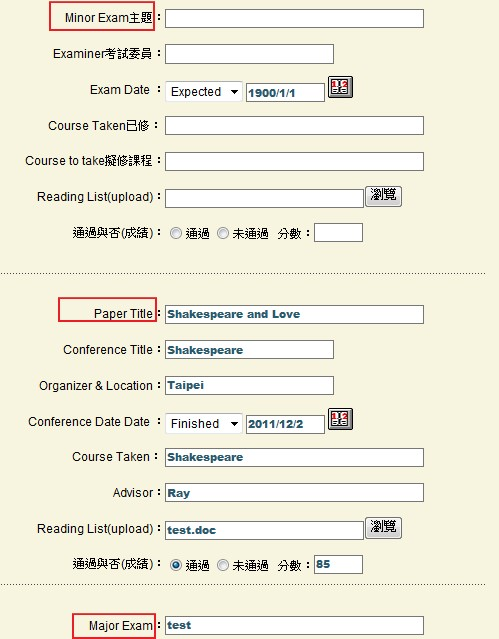 Minor Exam主題：
Examiner考試委員：
Exam Date： Expected 1900/1/1
Course Taken已修：
Course to take擬修課程：
Reading List(upload)： 瀏覽
通過與否(成績)： 通過 未通過 分數：
Paper Title： Shakespeare and Love
Conference Title： Shakespeare
Organizer & Location： Taipei
Conference Date Date： Finished 2011/12/2
Course Taken： Shakespeare
Advisor： Ray
Reading List(upload)： test.doc 瀏覽
通過與否(成績)： 通過 未通過 分數： 85
Major Exam： test